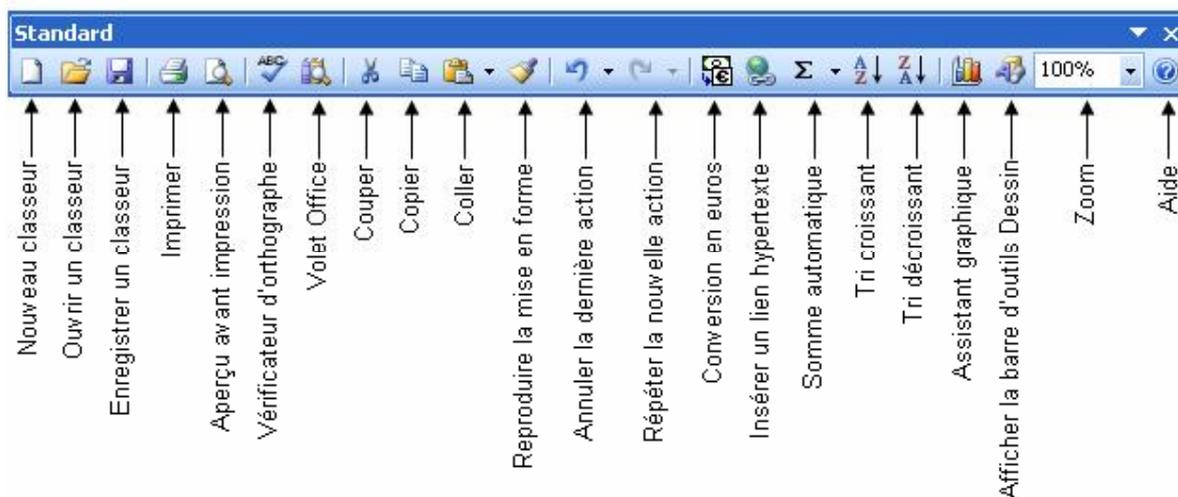 Standard
ABC
€
Σ
A
Z
Z
A
100%
?
Nouveau classeur
Ouvrir un classeur
Enregistrer un classeur
Imprimer
Aperçu avant impression
Vérificateur d'orthographe
Volet Office
Couper
Copier
Coller
Reproduire la mise en forme
Annuler la dernière action
Répéter la nouvelle action
Conversion en euros
Insérer un lien hypertexte
Somme automatique
Tri croissant
Tri décroissant
Assistant graphique
Afficher la barre d'outils Dessin
Zoom
Aide